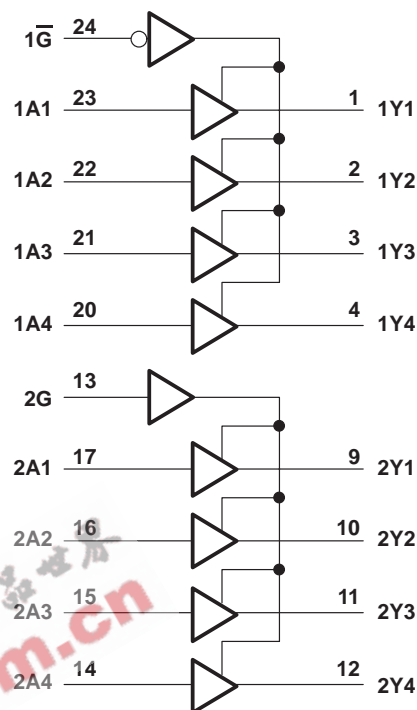 1G̅ 24
1A1 23 1 1Y1
1A2 22 2 1Y2
1A3 21 3 1Y3
1A4 20 4 1Y4
2G 13
2A1 17 9 2Y1
2A2 16 10 2Y2
2A3 15 11 2Y3
2A4 14 12 2Y4
m.cn